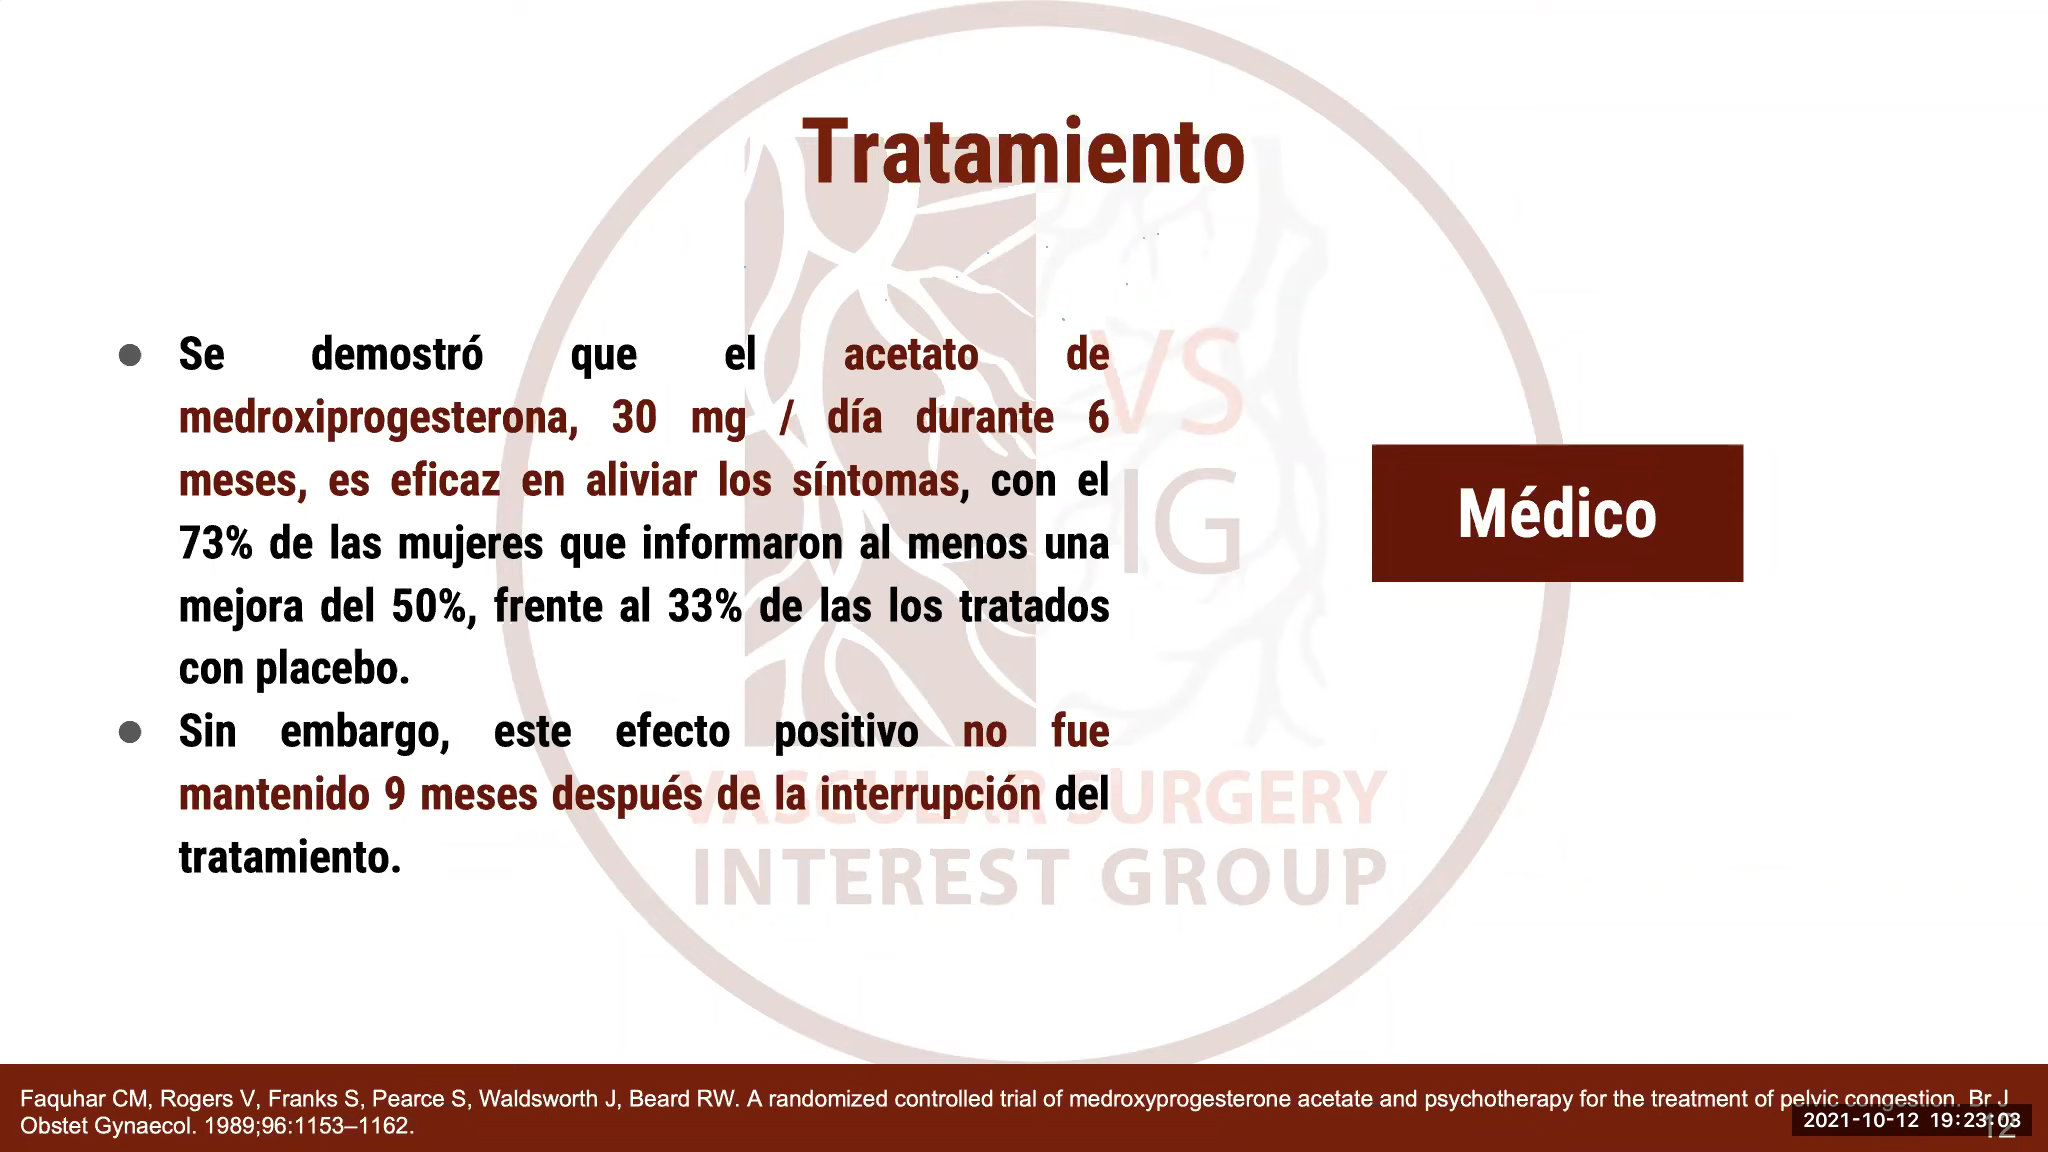 Tratamiento
● Se demostró que el acetato de
medroxiprogesterona, 30 mg / día durante 6
meses, es eficaz en aliviar los síntomas, con el
73% de las mujeres que informaron al menos una
mejora del 50%, frente al 33% de las los tratados
con placebo.
● Sin embargo, este efecto positivo no fue
mantenido 9 meses después de la interrupción del
tratamiento.
Médico
VS
IG
VASCULAR SURGERY
INTEREST GROUP
Faquhar CM, Rogers V, Franks S, Pearce S, Waldsworth J, Beard RW. A randomized controlled trial of medroxyprogesterone acetate and psychotherapy for the treatment of pelvic congestion. Br J
Obstet Gynaecol. 1989;96:1153–1162.
2021-10-12 19:23:03
12